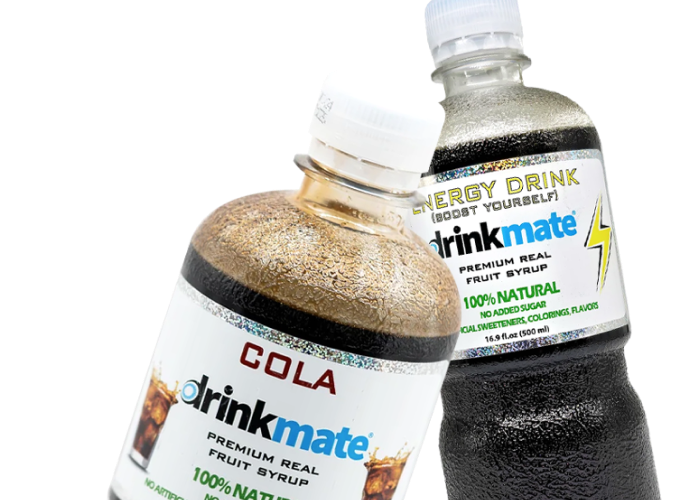 ENERGY DRINK
(BOOST YOURSELF)
drinkmate®
PREMIUM REAL
FRUIT SYRUP
100% NATURAL
NO ADDED SUGAR
SWEETENERS, COLORINGS, FLAVORS
16.9 fl.oz (500 ml)
COLA
drinkmate®
PREMIUM REAL
FRUIT SYRUP
100% NATU
NO ARTIFI